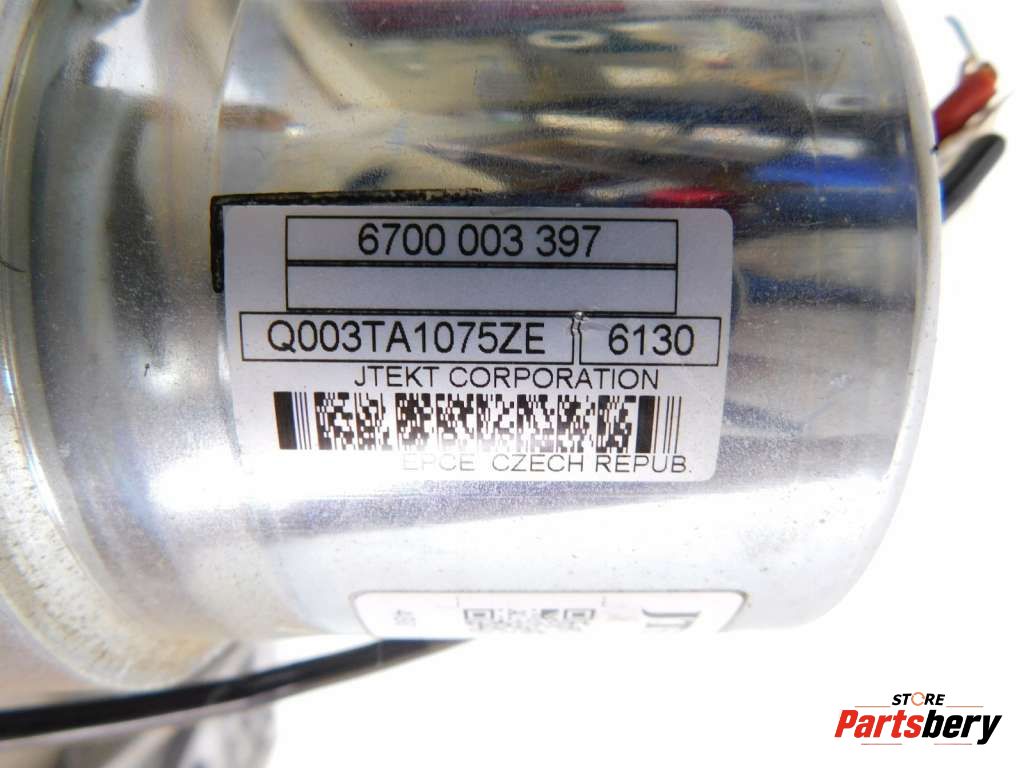 6700 003 397
Q003TA1075ZE 6130
JTEKT CORPORATION
EPCE CZECH REPUB.
STORE
Partsbery